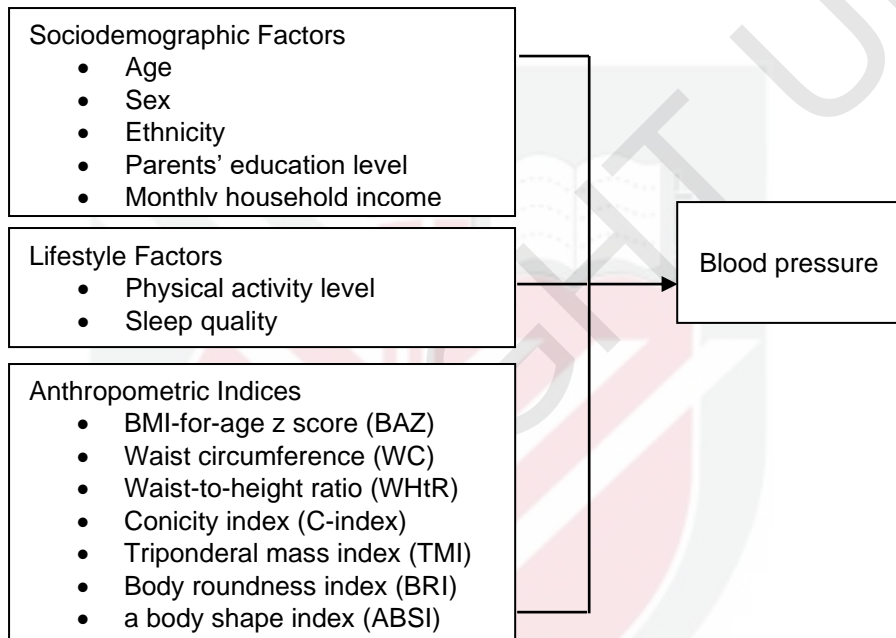 Sociodemographic Factors
• Age
• Sex
• Ethnicity
• Parents’ education level
• Monthly household income
Lifestyle Factors
• Physical activity level
• Sleep quality
Anthropometric Indices
• BMI-for-age z score (BAZ)
• Waist circumference (WC)
• Waist-to-height ratio (WHtR)
• Conicity index (C-index)
• Triponderal mass index (TMI)
• Body roundness index (BRI)
• a body shape index (ABSI)
Blood pressure